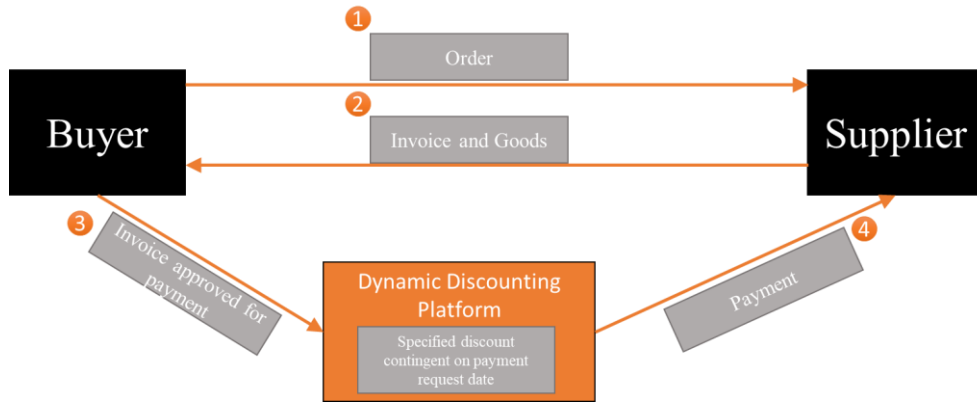 1
Order
2
Buyer
Invoice and Goods
Supplier
3
Invoice approved for
payment
4
Payment
Dynamic Discounting
Platform
Specified discount
contingent on payment
request date